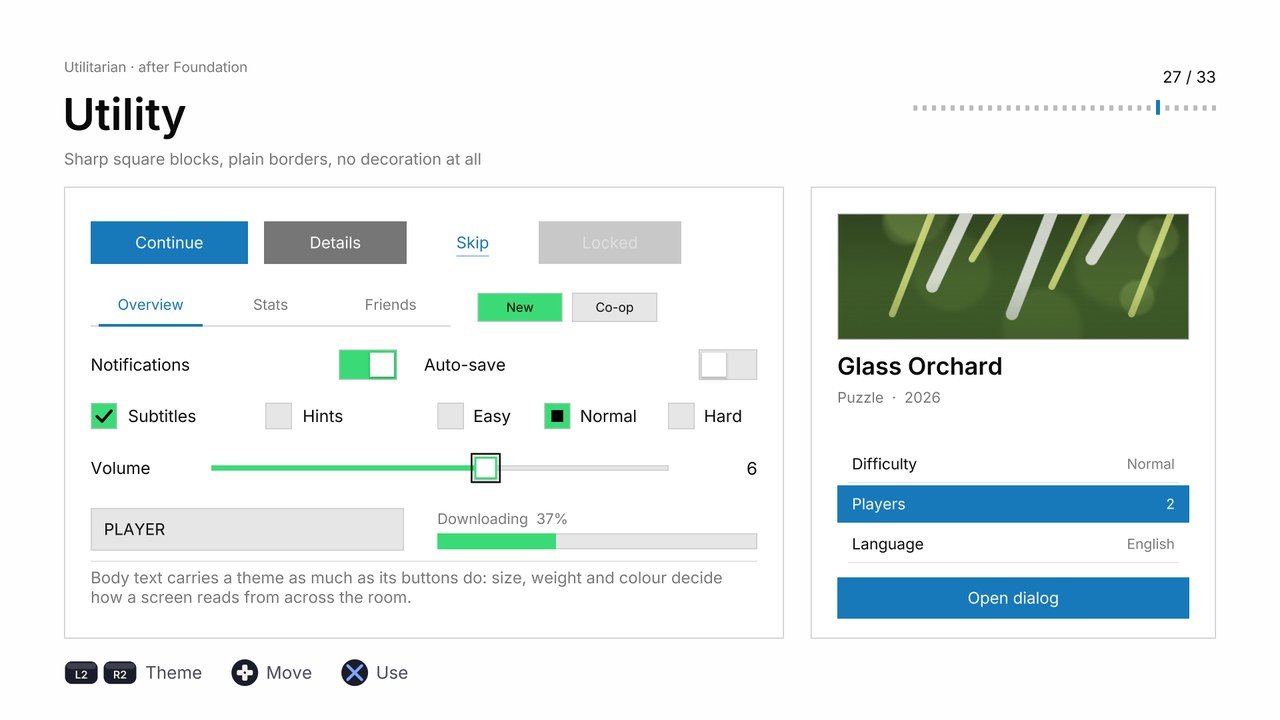 Utilitarian · after Foundation
27 / 33
Utility
Sharp square blocks, plain borders, no decoration at all
Continue
Details
Skip
Locked
Overview
Stats
Friends
New
Co-op
Notifications
Auto-save
Subtitles
Hints
Easy
Normal
Hard
Volume
6
PLAYER
Downloading 37%
Body text carries a theme as much as its buttons do: size, weight and colour decide
how a screen reads from across the room.
Glass Orchard
Puzzle · 2026
Difficulty
Normal
Players
2
Language
English
Open dialog
L2
R2
Theme
Move
Use